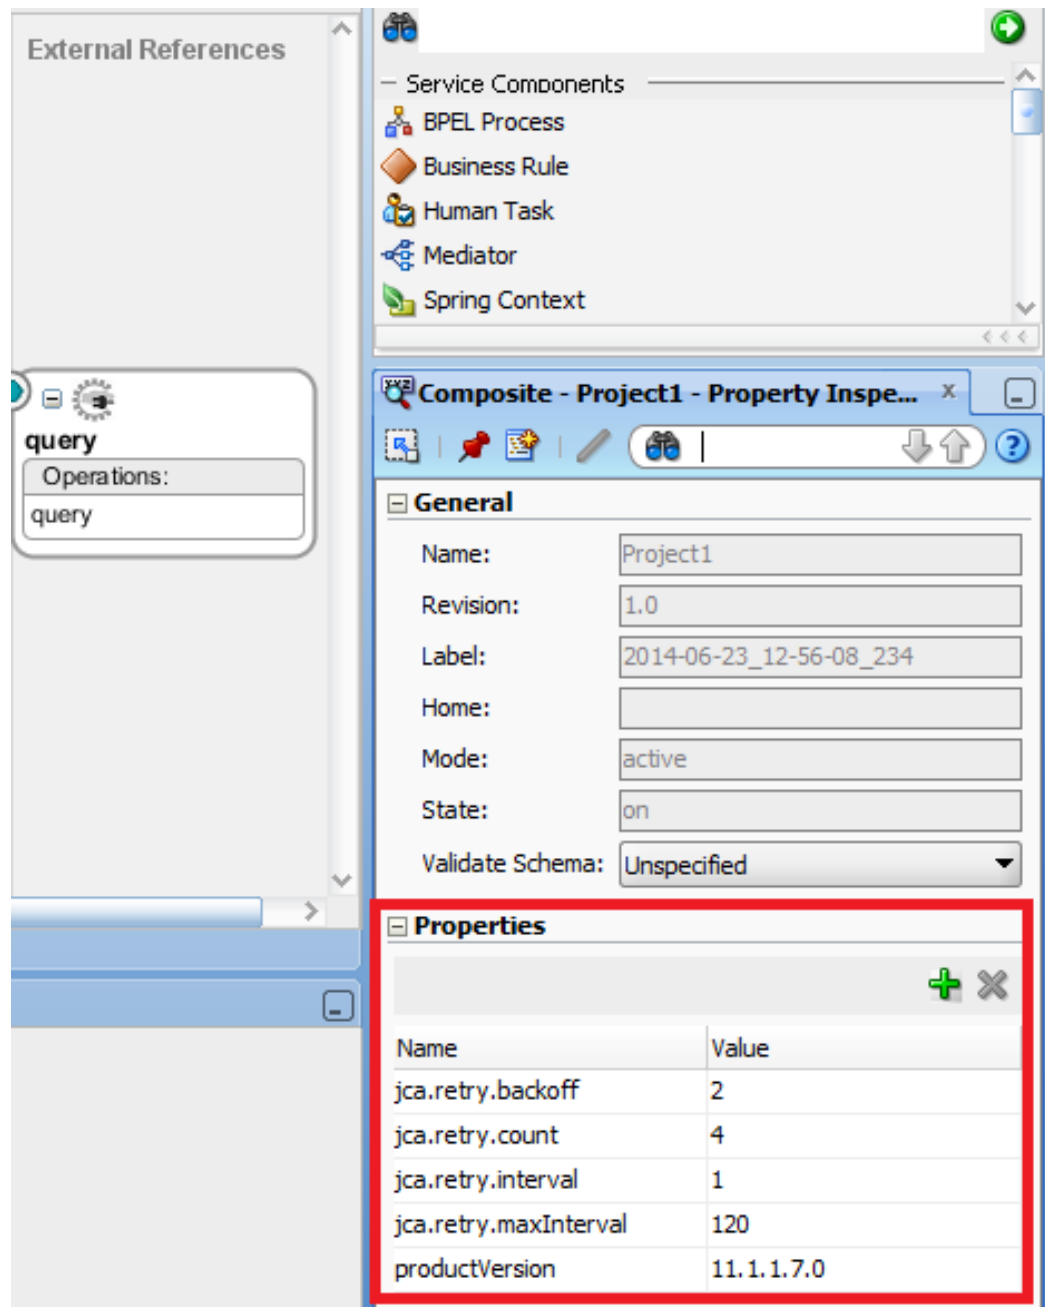 External References
query
Operations:
query
Service Components
BPEL Process
Business Rule
Human Task
Mediator
Spring Context
Composite - Project1 - Property Inspe...
General
Name: Project1
Revision: 1.0
Label: 2014-06-23_12-56-08_234
Home:
Mode: active
State: on
Validate Schema: Unspecified
Properties
Name Value
jca.retry.backoff 2
jca.retry.count 4
jca.retry.interval 1
jca.retry.maxInterval 120
productVersion 11.1.1.7.0